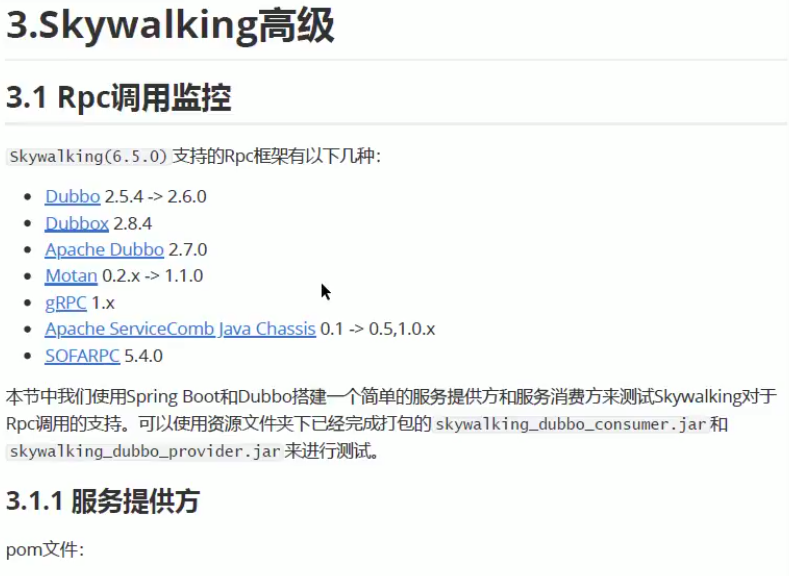 3.Skywalking高级
3.1 Rpc调用监控
Skywalking(6.5.0)支持的Rpc框架有以下几种：
Dubbo 2.5.4 -> 2.6.0
Dubbox 2.8.4
Apache Dubbo 2.7.0
Motan 0.2.x -> 1.1.0
gRPC 1.x
Apache ServiceComb Java Chassis 0.1 -> 0.5,1.0.x
SOFARPC 5.4.0
本节中我们使用Spring Boot和Dubbo搭建一个简单的服务提供方和服务消费方来测试Skywalking对于
Rpc调用的支持。可以使用资源文件夹下已经完成打包的 skywalking_dubbo_consumer.jar和
skywalking_dubbo_provider.jar来进行测试。
3.1.1 服务提供方
pom文件：